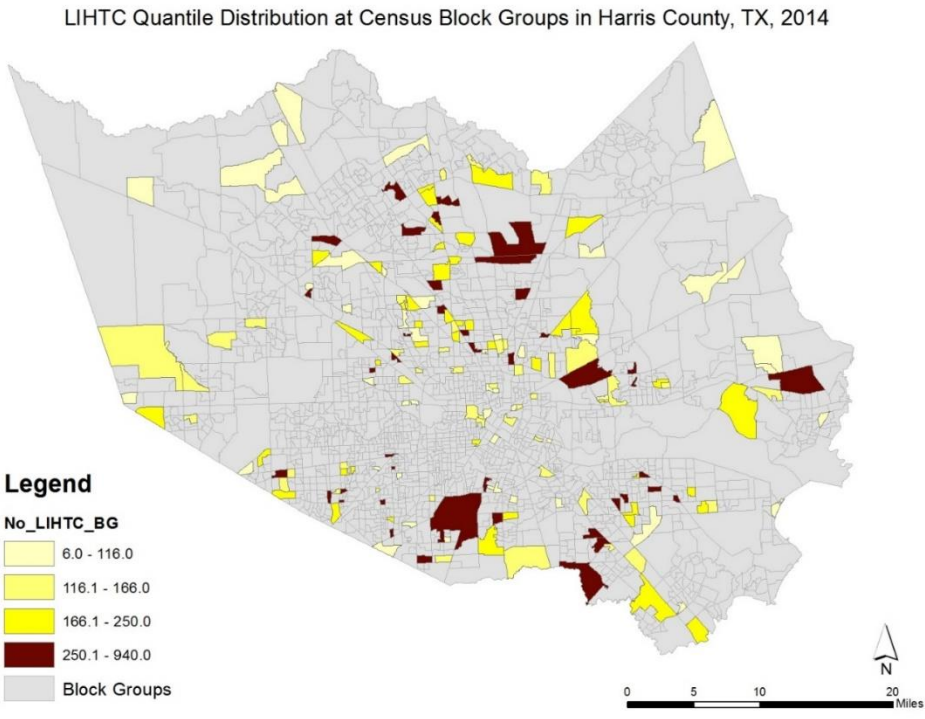 LIHTC Quantile Distribution at Census Block Groups in Harris County, TX, 2014
Legend
No_LIHTC_BG
6.0 - 116.0
116.1 - 166.0
166.1 - 250.0
250.1 - 940.0
Block Groups
N
0 5 10 20
Miles